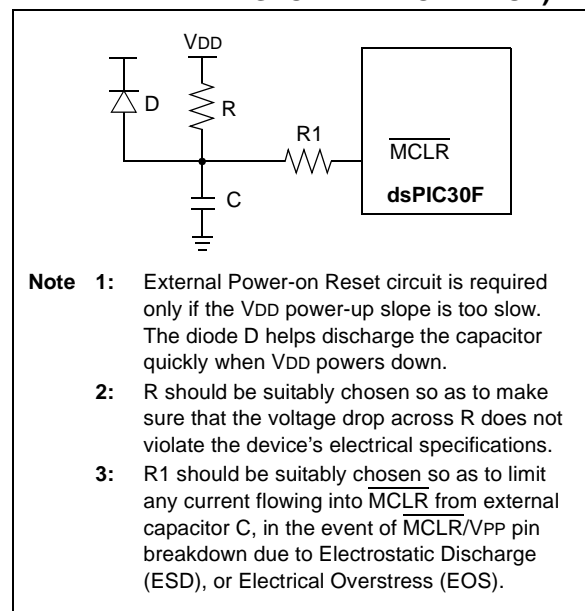 VDD
D
R
R1
MCLR
dsPIC30F
C
Note 1: External Power-on Reset circuit is required
only if the VDD power-up slope is too slow.
The diode D helps discharge the capacitor
quickly when VDD powers down.
2: R should be suitably chosen so as to make
sure that the voltage drop across R does not
violate the device's electrical specifications.
3: R1 should be suitably chosen so as to limit
any current flowing into MCLR from external
capacitor C, in the event of MCLR/VPP pin
breakdown due to Electrostatic Discharge
(ESD), or Electrical Overstress (EOS).